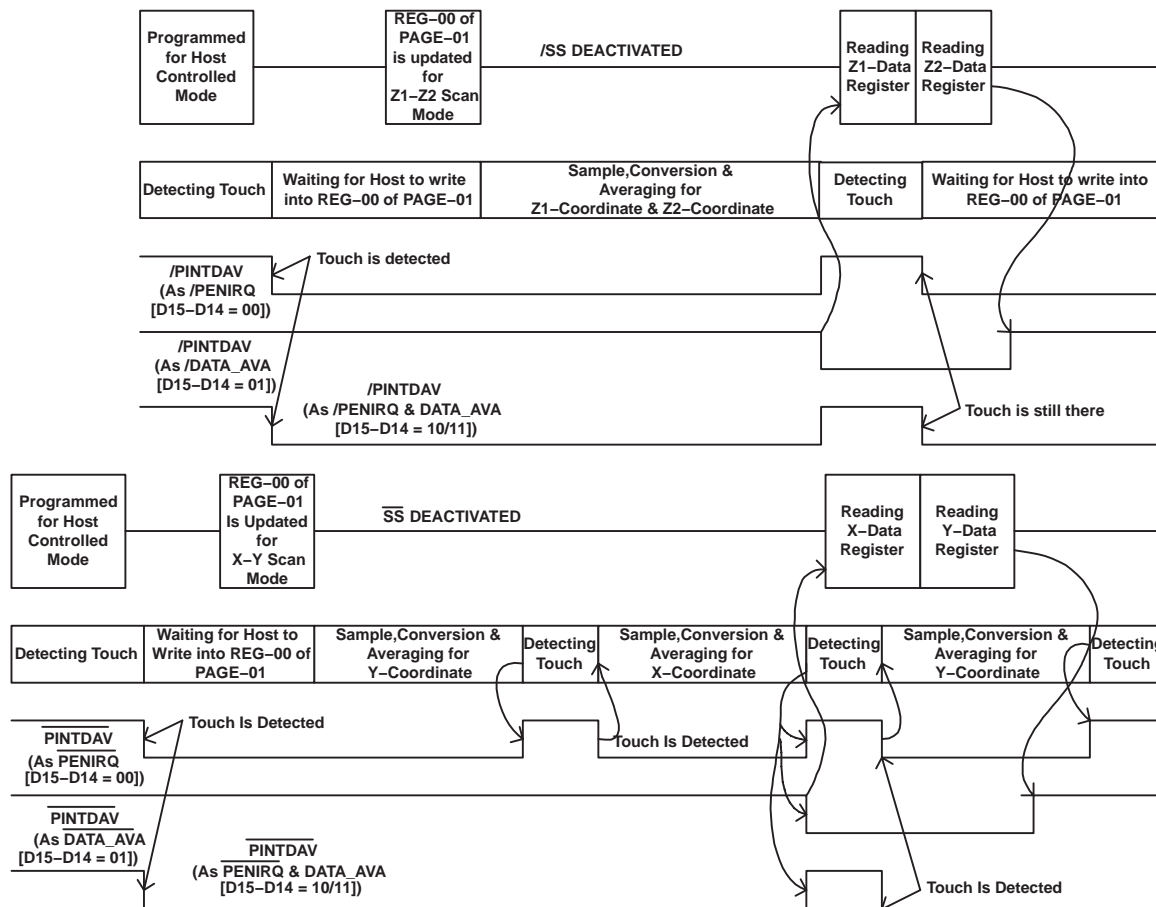 Programmed
for Host
Controlled
Mode
REG–00 of
PAGE–01
is updated
for
Z1–Z2 Scan
Mode
/SS DEACTIVATED
Reading
Z1–Data
Register
Reading
Z2–Data
Register
Detecting Touch
Waiting for Host to write
into REG–00 of PAGE–01
Sample,Conversion &
Averaging for
Z1–Coordinate & Z2–Coordinate
Detecting
Touch
Waiting for Host to write into
REG–00 of PAGE–01
Touch is detected
/PINTDAV
(As /PENIRQ
[D15–D14 = 00])
/PINTDAV
(As /DATA_AVA
[D15–D14 = 01])
/PINTDAV
(As /PENIRQ & DATA_AVA
[D15–D14 = 10/11])
Touch is still there
Programmed
for Host
Controlled
Mode
REG–00 of
PAGE–01
Is Updated
for
X–Y Scan
Mode
SS DEACTIVATED
Reading
X–Data
Register
Reading
Y–Data
Register
Detecting Touch
Waiting for Host to
Write into REG–00 of
PAGE–01
Sample,Conversion &
Averaging for
Y–Coordinate
Detecting
Touch
Sample,Conversion &
Averaging for
X–Coordinate
Detecting
Touch
Sample,Conversion &
Averaging for
Y–Coordinate
Detecting
Touch
Touch Is Detected
PINTDAV
(As PENIRQ
[D15–D14 = 00])
Touch Is Detected
PINTDAV
(As DATA_AVA
[D15–D14 = 01])
PINTDAV
(As PENIRQ & DATA_AVA
[D15–D14 = 10/11])
Touch Is Detected